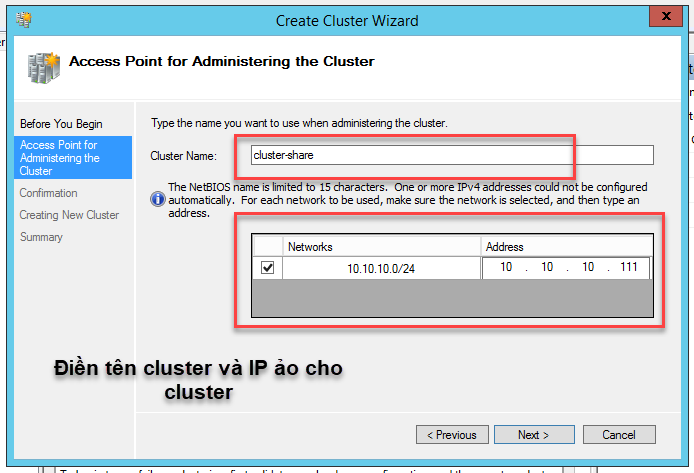 Create Cluster Wizard
x
Access Point for Administering the Cluster
Before You Begin
Access Point for
Administering the
Cluster
Confirmation
Creating New Cluster
Summary
Type the name you want to use when administering the cluster.
Cluster Name:
cluster-share
The NetBIOS name is limited to 15 characters. One or more IPv4 addresses could not be configured
automatically. For each network to be used, make sure the network is selected, and then type an
address.
Networks Address
10.10.10.0/24 10 . 10 . 10 . 111
Điền tên cluster và IP ảo cho
cluster
< Previous Next > Cancel